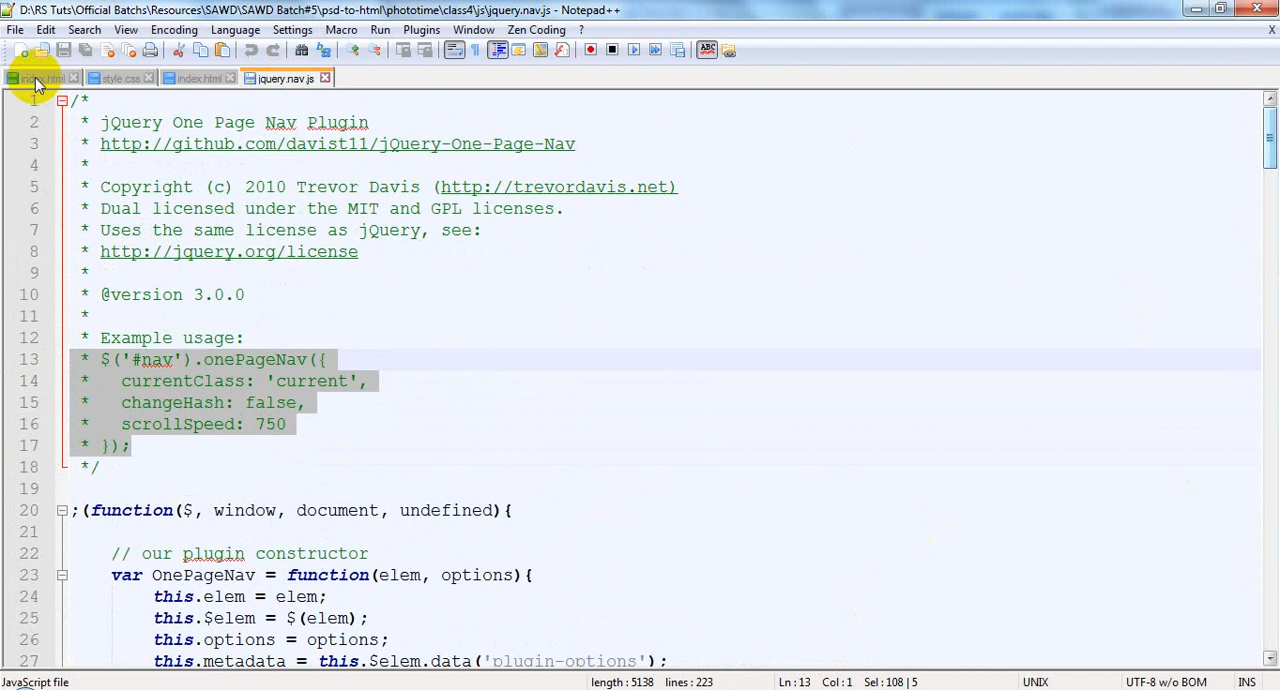 D:\RS Tuts\Official Batchs\Resources\SAWD\SAWD Batch#5\psd-to-html\phototime\class4\js\jquery.nav.js - Notepad++
File Edit Search View Encoding Language Settings Macro Run Plugins Window Zen Coding ? X
index.html style.css index.html jquery.nav.js
1 /*
2 * jQuery One Page Nav Plugin
3 * http://github.com/davist11/jQuery-One-Page-Nav
4 *
5 * Copyright (c) 2010 Trevor Davis (http://trevordavis.net)
6 * Dual licensed under the MIT and GPL licenses.
7 * Uses the same license as jQuery, see:
8 * http://jquery.org/license
9 *
10 * @version 3.0.0
11 *
12 * Example usage:
13 * $('#nav').onePageNav({
14 *   currentClass: 'current',
15 *   changeHash: false,
16 *   scrollSpeed: 750
17 * });
18 */
19
20 ;(function($, window, document, undefined){
21
22 // our plugin constructor
23 var OnePageNav = function(elem, options){
24 this.elem = elem;
25 this.$elem = $(elem);
26 this.options = options;
27 this.metadata = this.$elem.data('plugin-options');
JavaScript file length : 5138 lines : 223 Ln : 13 Col : 1 Sel : 108 | 5 UNIX UTF-8 w/o BOM INS